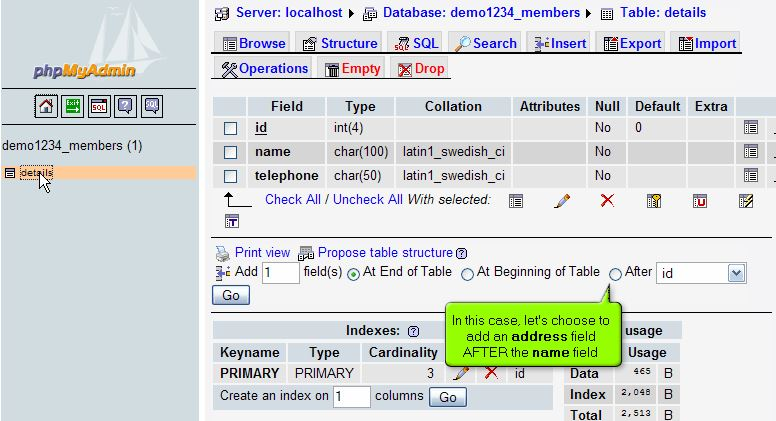 phpMyAdmin
SQL
demo1234_members (1)
details
Server: localhost Database: demo1234_members Table: details
Browse Structure SQL Search Insert Export Import
Operations Empty Drop
Field Type Collation Attributes Null Default Extra
id int(4) No 0
name char(100) latin1_swedish_ci No
telephone char(50) latin1_swedish_ci No
Check All / Uncheck All With selected:
Print view Propose table structure
Add 1 field(s) At End of Table At Beginning of Table After id
Go
In this case, let's choose to
add an address field
AFTER the name field
Indexes:
Keyname Type Cardinality
PRIMARY PRIMARY 3 id
Create an index on 1 columns Go
usage
Usage
Data 465 B
Index 2,048 B
Total 2,513 B